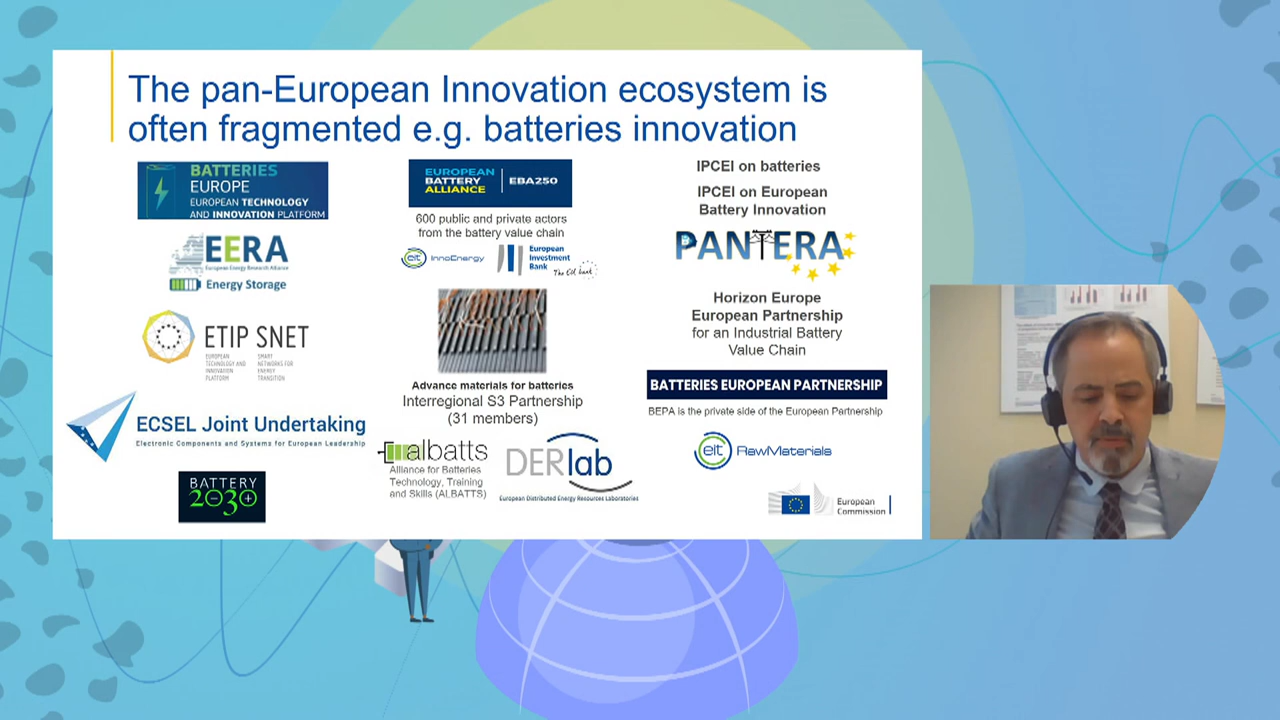 The pan-European Innovation ecosystem is
often fragmented e.g. batteries innovation
BATTERIES
EUROPE
EUROPEAN TECHNOLOGY
AND INNOVATION PLATFORM
EERA
European Energy Research Alliance
Energy Storage
ETIP SNET
EUROPEAN
TECHNOLOGY AND
INNOVATION
PLATFORM
SMART
NETWORKS FOR
ENERGY
TRANSITION
ECSEL Joint Undertaking
Electronic Components and Systems for European Leadership
BATTERY
2030+
EUROPEAN
BATTERY
ALLIANCE
EBA250
600 public and private actors
from the battery value chain
eit InnoEnergy
European
Investment
Bank
The EU bank
Advance materials for batteries
Interregional S3 Partnership
(31 members)
albatts
Alliance for Batteries
Technology, Training
and Skills (ALBATTS)
DERlab
European Distributed Energy Resources Laboratories
IPCEI on batteries
IPCEI on European
Battery Innovation
PANTERA
Horizon Europe
European Partnership
for an Industrial Battery
Value Chain
BATTERIES EUROPEAN PARTNERSHIP
BEPA is the private side of the European Partnership
eit RawMaterials
European
Commission